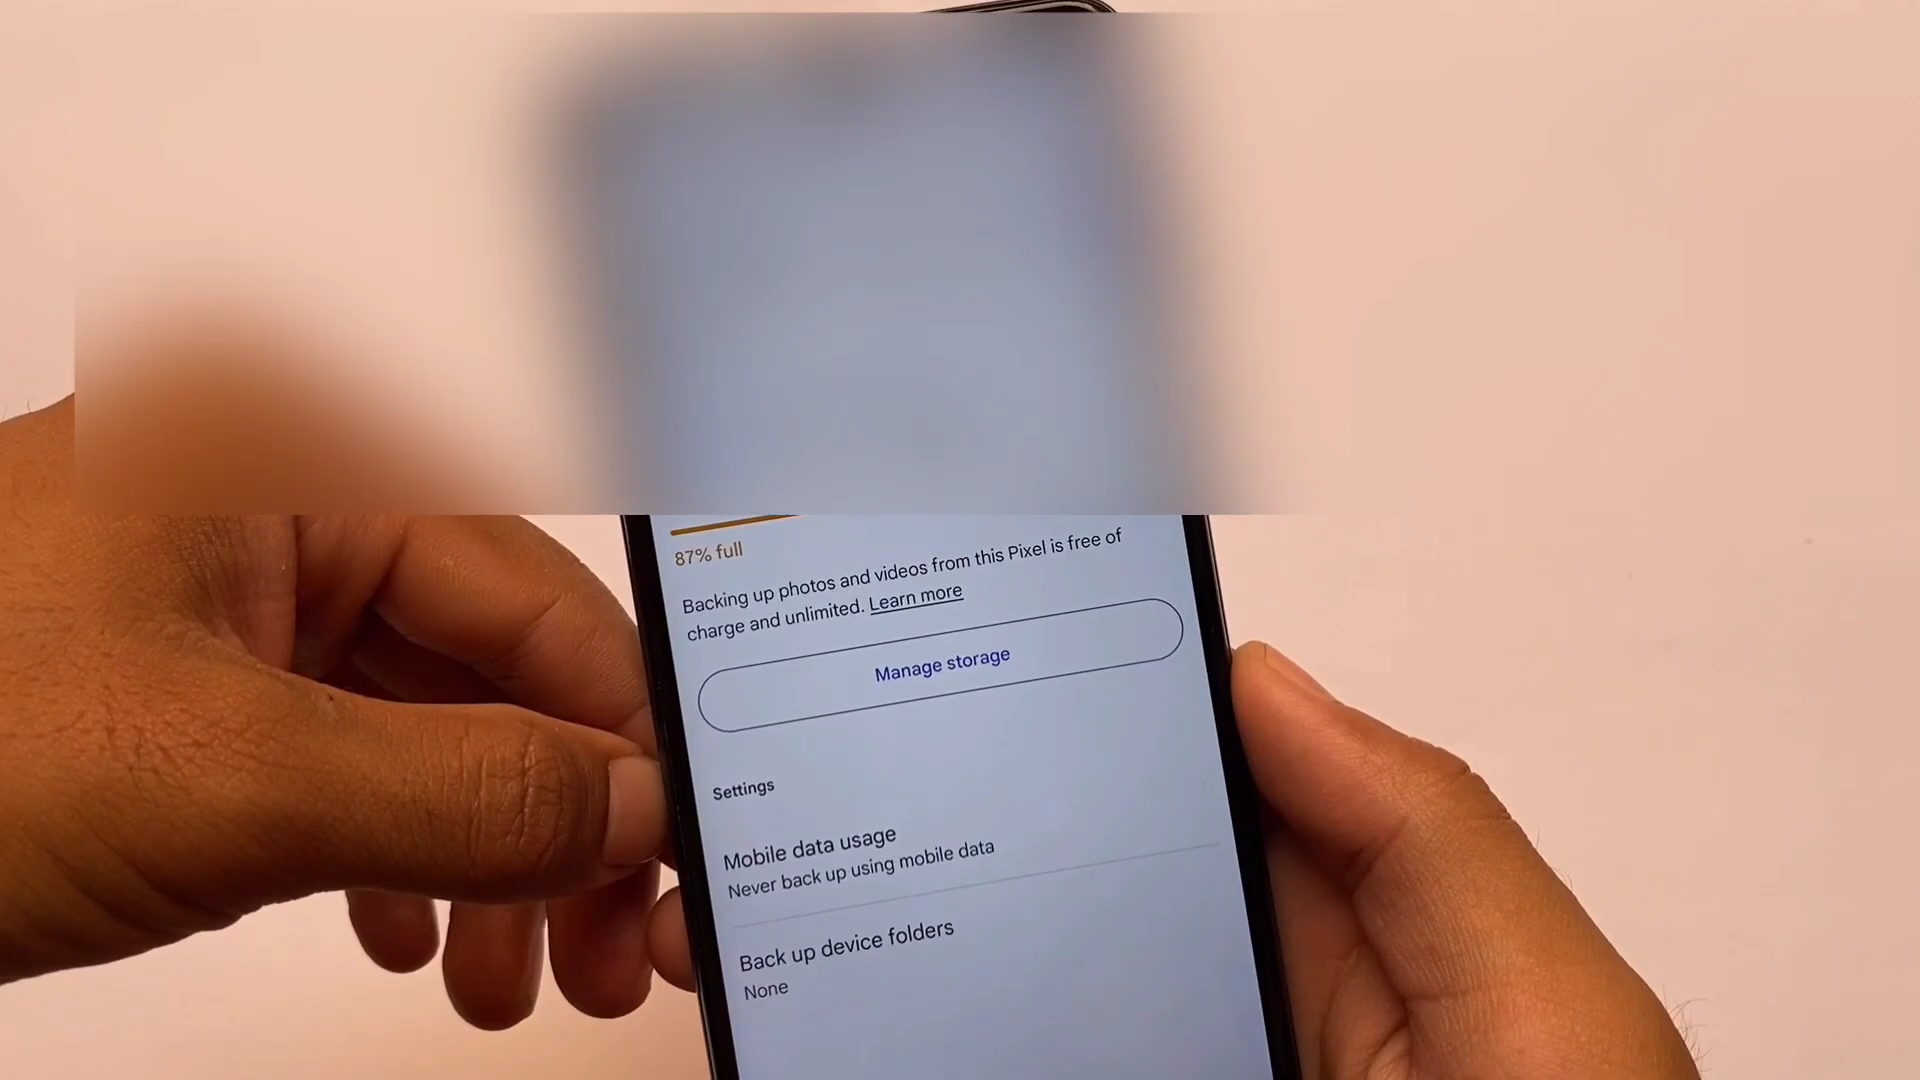 87% full
Backing up photos and videos from this Pixel is free of
charge and unlimited. Learn more
Manage storage
Settings
Mobile data usage
Never back up using mobile data
Back up device folders
None